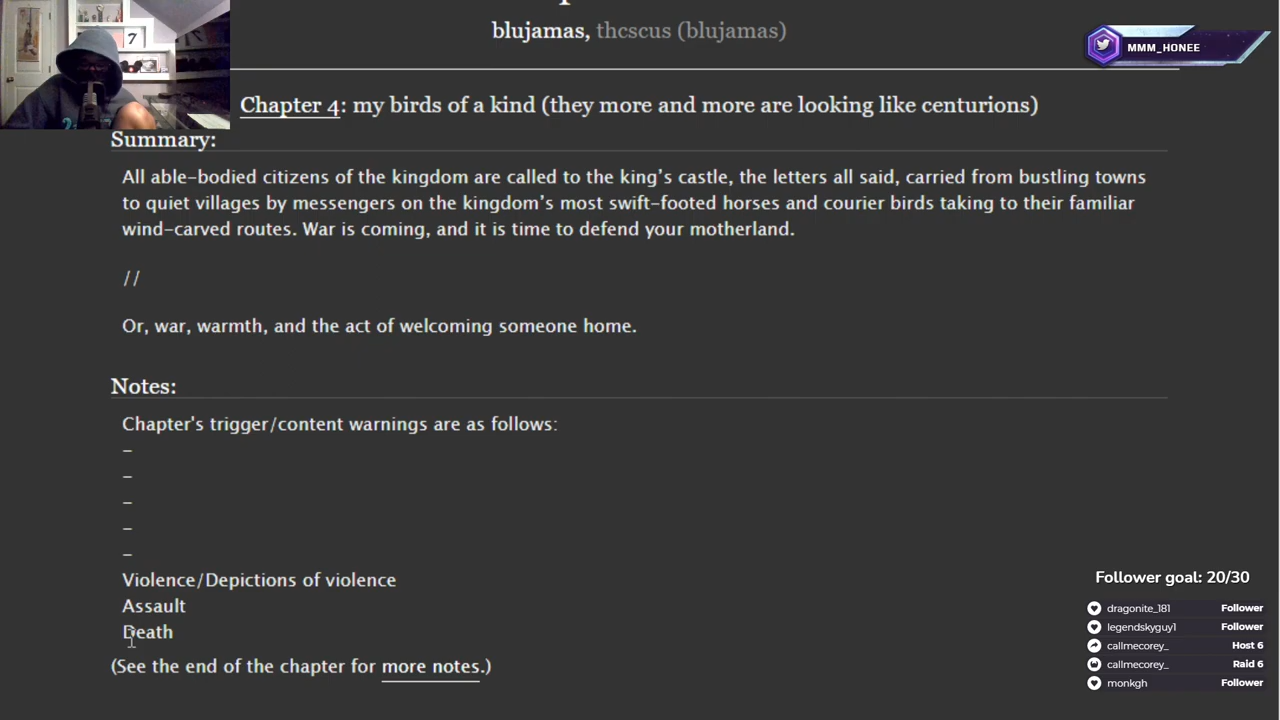 7
blujamas, thcscus (blujamas)
MMM_HONEE
Chapter 4: my birds of a kind (they more and more are looking like centurions)
Summary:
All able-bodied citizens of the kingdom are called to the king's castle, the letters all said, carried from bustling towns
to quiet villages by messengers on the kingdom's most swift-footed horses and courier birds taking to their familiar
wind-carved routes. War is coming, and it is time to defend your motherland.
//
Or, war, warmth, and the act of welcoming someone home.
Notes:
Chapter's trigger/content warnings are as follows:
-
-
-
-
-
Violence/Depictions of violence
Assault
Death
(See the end of the chapter for more notes.)
Follower goal: 20/30
dragonite_181 Follower
legendskyguy1 Follower
callmecorey_ Host 6
callmecorey_ Raid 6
monkgh Follower